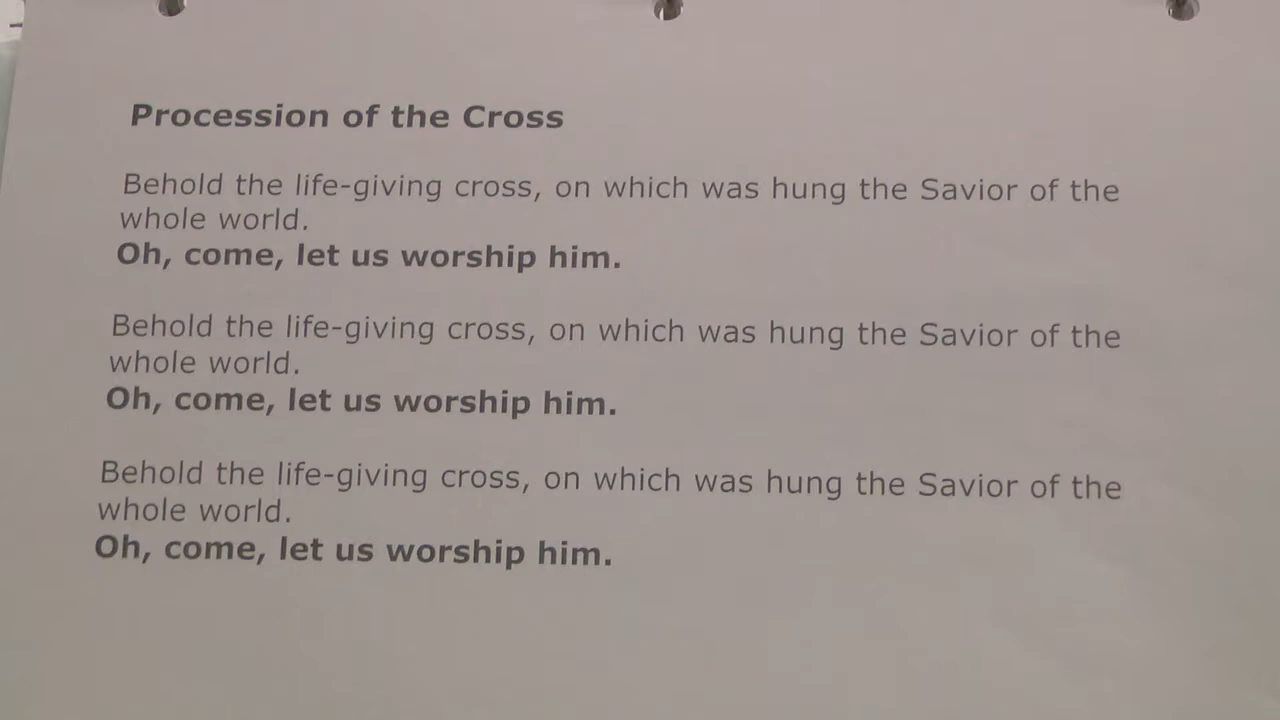 Procession of the Cross
Behold the life-giving cross, on which was hung the Savior of the
whole world.
Oh, come, let us worship him.
Behold the life-giving cross, on which was hung the Savior of the
whole world.
Oh, come, let us worship him.
Behold the life-giving cross, on which was hung the Savior of the
whole world.
Oh, come, let us worship him.